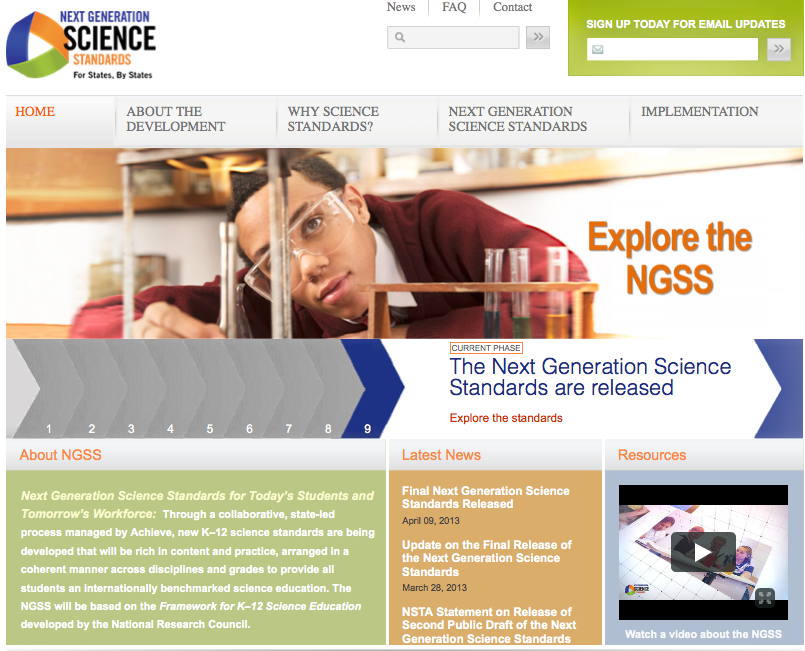 NEXT GENERATION
SCIENCE
STANDARDS
For States, By States
News
FAQ
Contact
SIGN UP TODAY FOR EMAIL UPDATES
HOME
ABOUT THE
DEVELOPMENT
WHY SCIENCE
STANDARDS?
NEXT GENERATION
SCIENCE STANDARDS
IMPLEMENTATION
Explore the
NGSS
1 2 3 4 5 6 7 8 9
CURRENT PHASE
The Next Generation Science
Standards are released
Explore the standards
About NGSS
Next Generation Science Standards for Today's Students and
Tomorrow's Workforce: Through a collaborative, state-led
process managed by Achieve, new K–12 science standards are being
developed that will be rich in content and practice, arranged in a
coherent manner across disciplines and grades to provide all
students an internationally benchmarked science education. The
NGSS will be based on the Framework for K–12 Science Education
developed by the National Research Council.
Latest News
Final Next Generation Science
Standards Released
April 09, 2013
Update on the Final Release of
the Next Generation Science
Standards
March 28, 2013
NSTA Statement on Release of
Second Public Draft of the Next
Generation Science Standards
Resources
Watch a video about the NGSS